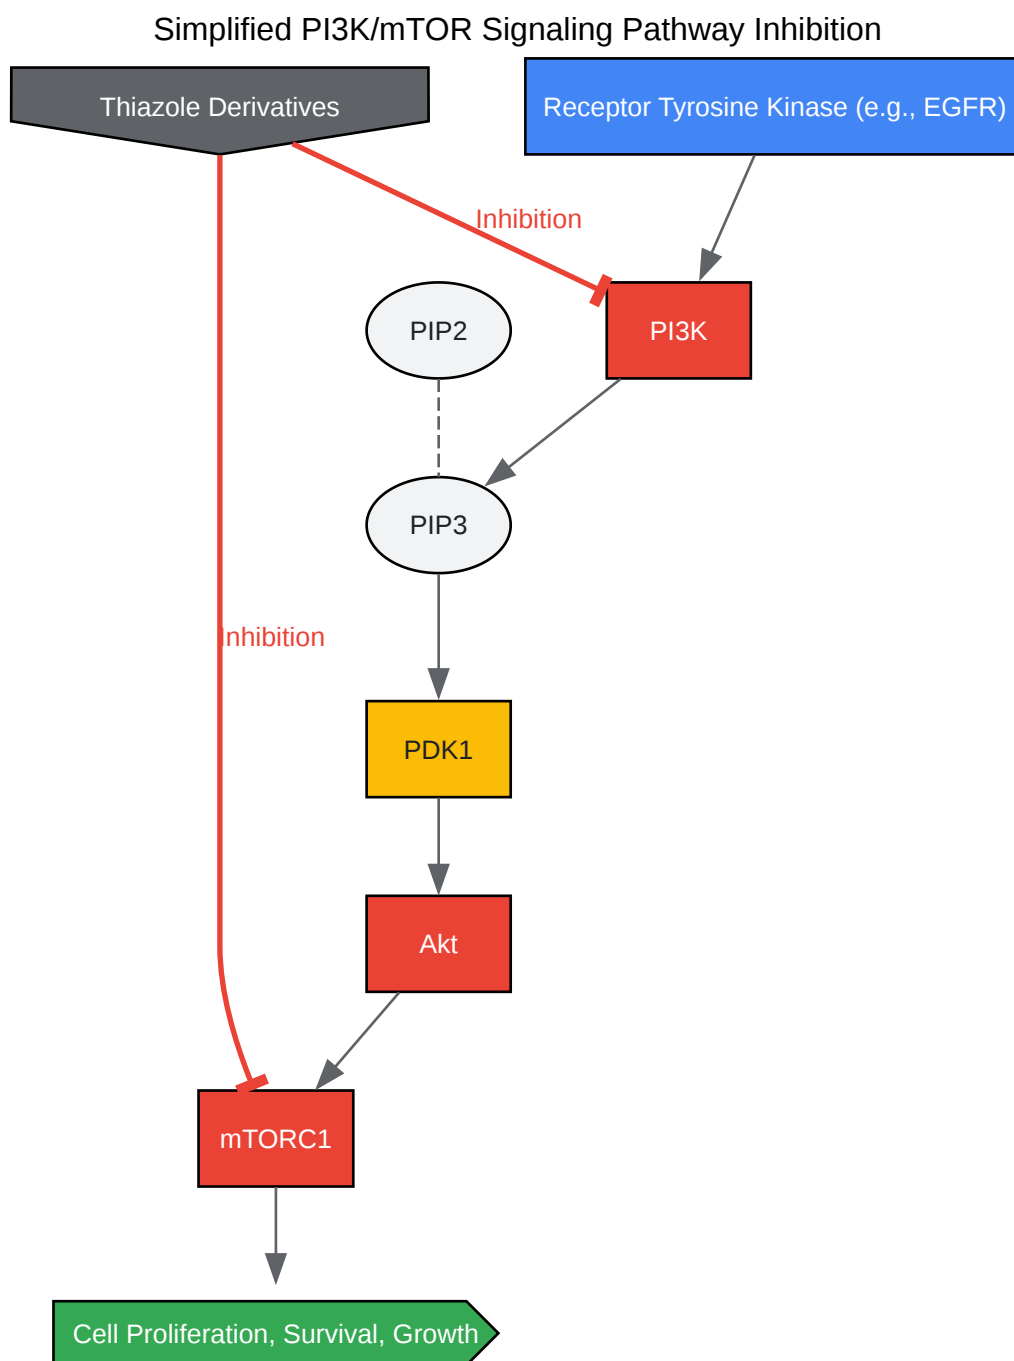 Simplified PI3K/mTOR Signaling Pathway Inhibition
Thiazole Derivatives
Receptor Tyrosine Kinase (e.g., EGFR)
Inhibition
PIP2
PI3K
PIP3
Inhibition
PDK1
Akt
mTORC1
Cell Proliferation, Survival, Growth